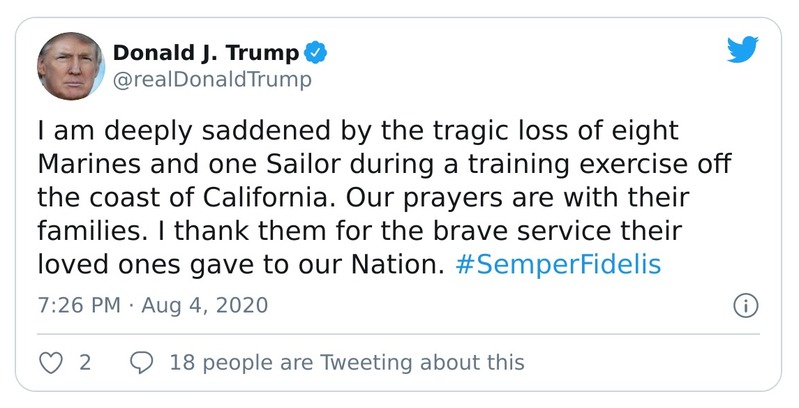 Donald J. Trump
@realDonaldTrump
I am deeply saddened by the tragic loss of eight
Marines and one Sailor during a training exercise off
the coast of California. Our prayers are with their
families. I thank them for the brave service their
loved ones gave to our Nation. #SemperFidelis
7:26 PM · Aug 4, 2020
2 18 people are Tweeting about this